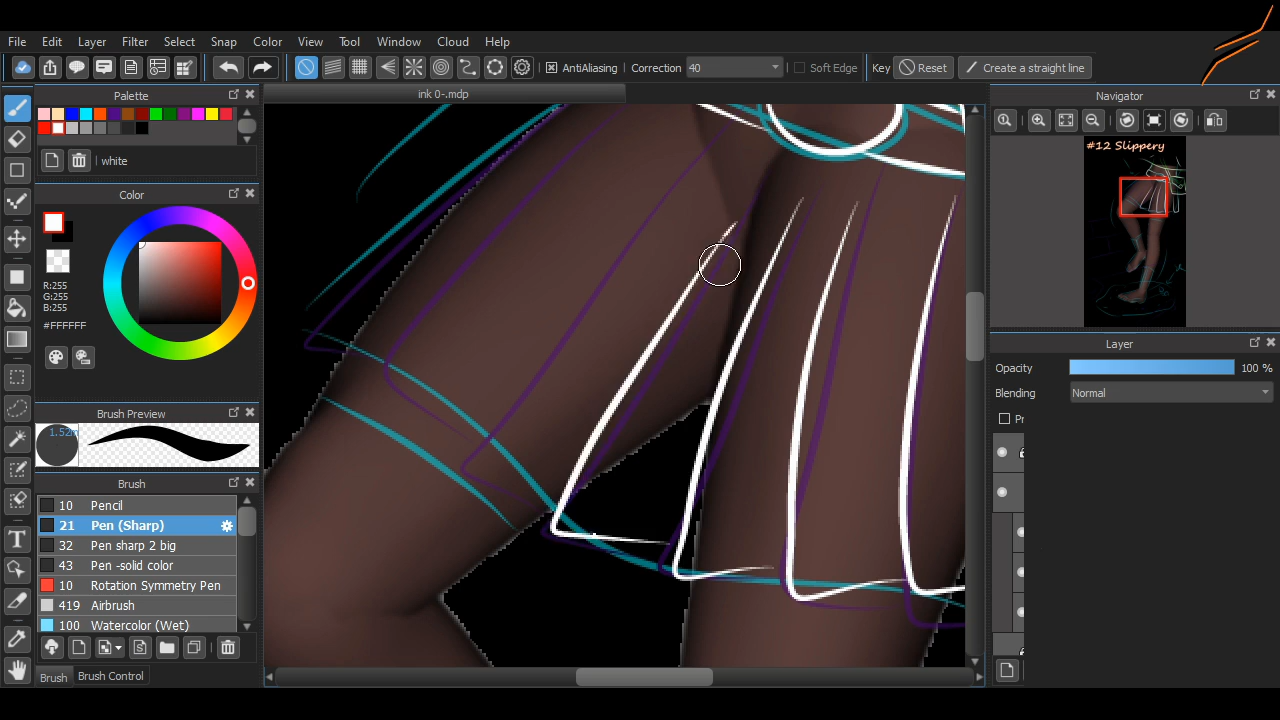 File Edit Layer Filter Select Snap Color View Tool Window Cloud Help
AntiAliasing Correction 40 Soft Edge Key Reset Create a straight line
Palette
ink 0-.mdp
Navigator
#12 Slippery
white
Color
R:255
G:255
B:255
#FFFFFF
Layer
Opacity 100 %
Blending Normal
Pr
Brush Preview
Brush
10 Pencil
21 Pen (Sharp)
32 Pen sharp 2 big
43 Pen -solid color
10 Rotation Symmetry Pen
419 Airbrush
100 Watercolor (Wet)
Brush Brush Control